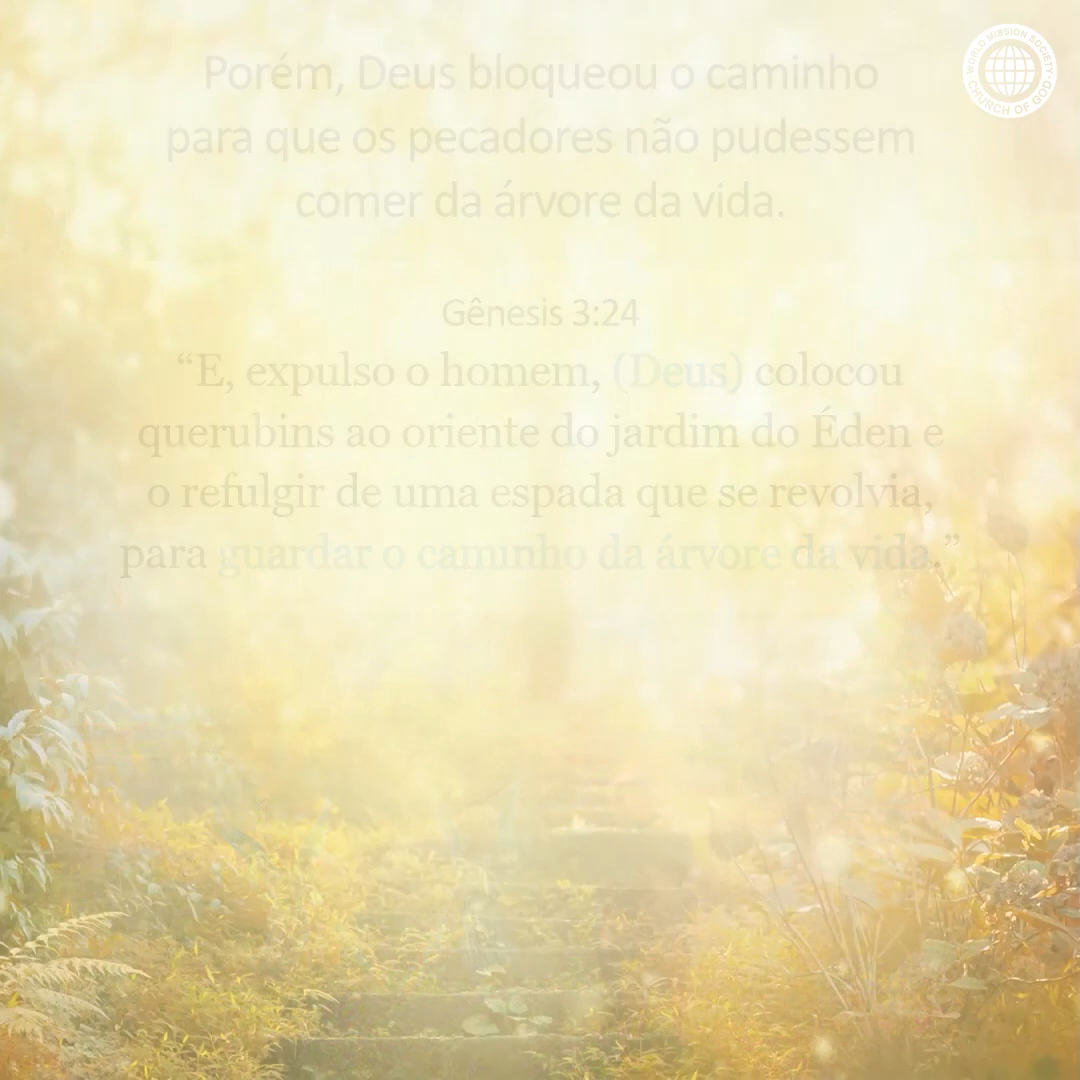 Porém, Deus bloqueou o caminho
para que os pecadores não pudessem
comer da árvore da vida.
Gênesis 3:24
“E, expulso o homem, (Deus) colocou
querubins ao oriente do jardim do Éden e
o refulgir de uma espada que se revolvia,
para guardar o caminho da árvore da vida.”
WORLD MISSION SOCIETY
CHURCH OF GOD